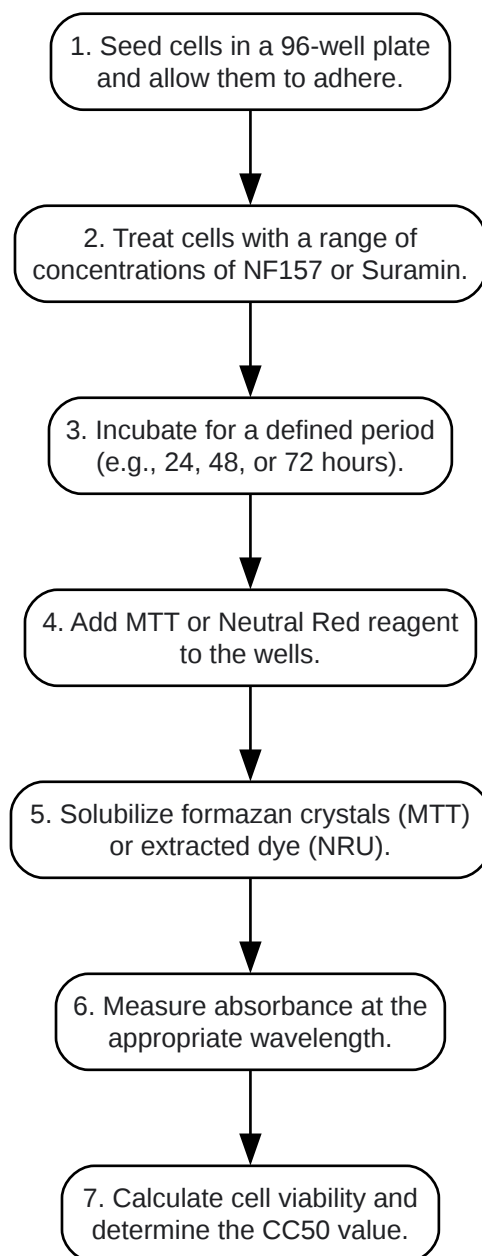 1. Seed cells in a 96-well plate
and allow them to adhere.
2. Treat cells with a range of
concentrations of NF157 or Suramin.
3. Incubate for a defined period
(e.g., 24, 48, or 72 hours).
4. Add MTT or Neutral Red reagent
to the wells.
5. Solubilize formazan crystals (MTT)
or extracted dye (NRU).
6. Measure absorbance at the
appropriate wavelength.
7. Calculate cell viability and
determine the CC50 value.